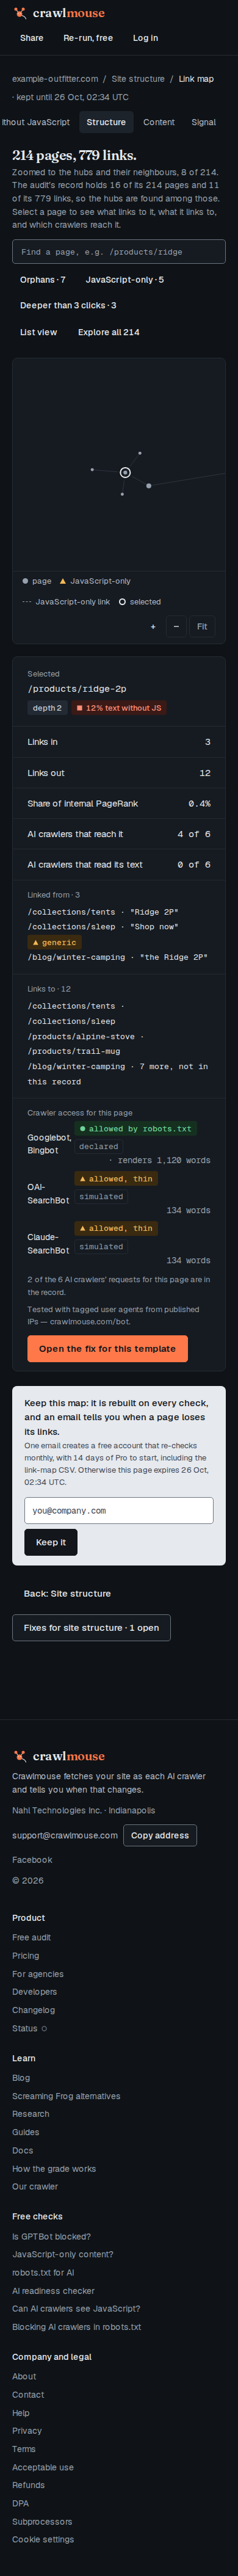 crawlmouse
Share Re-run, free Log in
example-outfitter.com / Site structure / Link map
· kept until 26 Oct, 02:34 UTC
ithout JavaScript Structure Content Signal
214 pages, 779 links.
Zoomed to the hubs and their neighbours, 8 of 214.
The audit's record holds 16 of its 214 pages and 11
of its 779 links, so the hubs are found among those.
Select a page to see what links to it, what it links to,
and which crawlers reach it.
Find a page, e.g. /products/ridge
Orphans · 7 JavaScript-only · 5
Deeper than 3 clicks · 3
List view Explore all 214
page JavaScript-only
JavaScript-only link selected
+ − Fit
Selected
/products/ridge-2p
depth 2 12% text without JS
Links in 3
Links out 12
Share of internal PageRank 0.4%
AI crawlers that reach it 4 of 6
AI crawlers that read its text 0 of 6
Linked from · 3
/collections/tents · "Ridge 2P"
/collections/sleep · "Shop now"
generic
/blog/winter-camping · "the Ridge 2P"
Links to · 12
/collections/tents ·
/collections/sleep
/products/alpine-stove ·
/products/trail-mug
/blog/winter-camping · 7 more, not in
this record
Crawler access for this page
Googlebot, Bingbot allowed by robots.txt
declared
· renders 1,120 words
OAI-SearchBot allowed, thin
simulated
134 words
Claude-SearchBot allowed, thin
simulated
134 words
2 of the 6 AI crawlers' requests for this page are in
the record.
Tested with tagged user agents from published
IPs — crawlmouse.com/bot.
Open the fix for this template
Keep this map: it is rebuilt on every check,
and an email tells you when a page loses
its links.
One email creates a free account that re-checks
monthly, with 14 days of Pro to start, including the
link-map CSV. Otherwise this page expires 26 Oct,
02:34 UTC.
you@company.com
Keep it
Back: Site structure
Fixes for site structure · 1 open
crawlmouse
Crawlmouse fetches your site as each AI crawler
and tells you when that changes.
Nahl Technologies Inc. · Indianapolis
support@crawlmouse.com Copy address
Facebook
© 2026
Product
Free audit
Pricing
For agencies
Developers
Changelog
Status
Learn
Blog
Screaming Frog alternatives
Research
Guides
Docs
How the grade works
Our crawler
Free checks
Is GPTBot blocked?
JavaScript-only content?
robots.txt for AI
AI readiness checker
Can AI crawlers see JavaScript?
Blocking AI crawlers in robots.txt
Company and legal
About
Contact
Help
Privacy
Terms
Acceptable use
Refunds
DPA
Subprocessors
Cookie settings